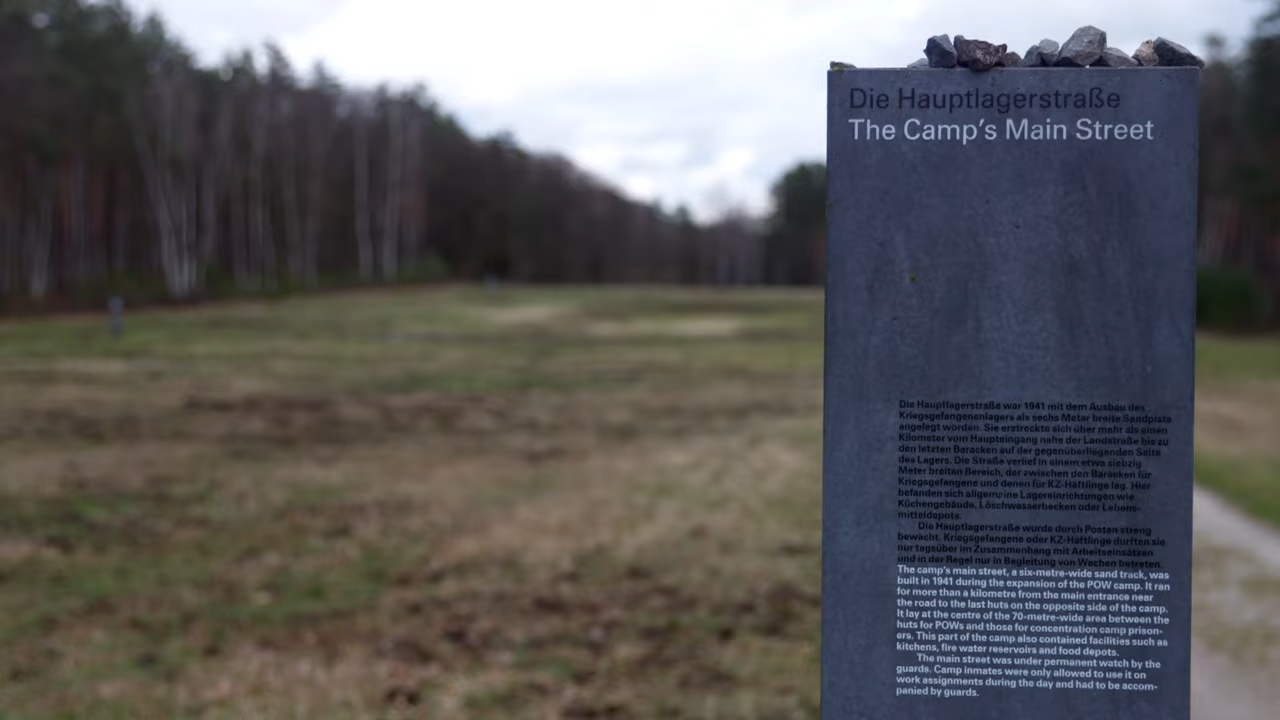 Die Hauptlagerstraße
The Camp's Main Street
Die Hauptlagerstraße war 1941 mit dem Ausbau des
Kriegsgefangenenlagers als sechs Meter breite Sandpiste
angelegt worden. Sie erstreckte sich über mehr als einen
Kilometer vom Haupteingang nahe der Landstraße bis zu
den letzten Baracken auf der gegenüberliegenden Seite
des Lagers. Die Straße verlief in einem etwa siebzig
Meter breiten Bereich, der zwischen den Baracken für
Kriegsgefangene und denen für KZ-Häftlinge lag. Hier
befanden sich allgemeine Lagereinrichtungen wie
Küchengebäude, Löschwasserbecken oder Lebens-
mitteldepots.
Die Hauptlagerstraße wurde durch Posten streng
bewacht. Kriegsgefangene oder KZ-Häftlinge durften sie
nur tagsüber im Zusammenhang mit Arbeitseinsätzen
und in der Regel nur in Begleitung von Wachen betreten.
The camp's main street, a six-metre-wide sand track, was
built in 1941 during the expansion of the POW camp. It ran
for more than a kilometre from the main entrance near
the road to the last huts on the opposite side of the camp.
It lay at the centre of the 70-metre-wide area between the
huts for POWs and those for concentration camp prison-
ers. This part of the camp also contained facilities such as
kitchens, fire water reservoirs and food depots.
The main street was under permanent watch by the
guards. Camp inmates were only allowed to use it on
work assignments during the day and had to be accom-
panied by guards.